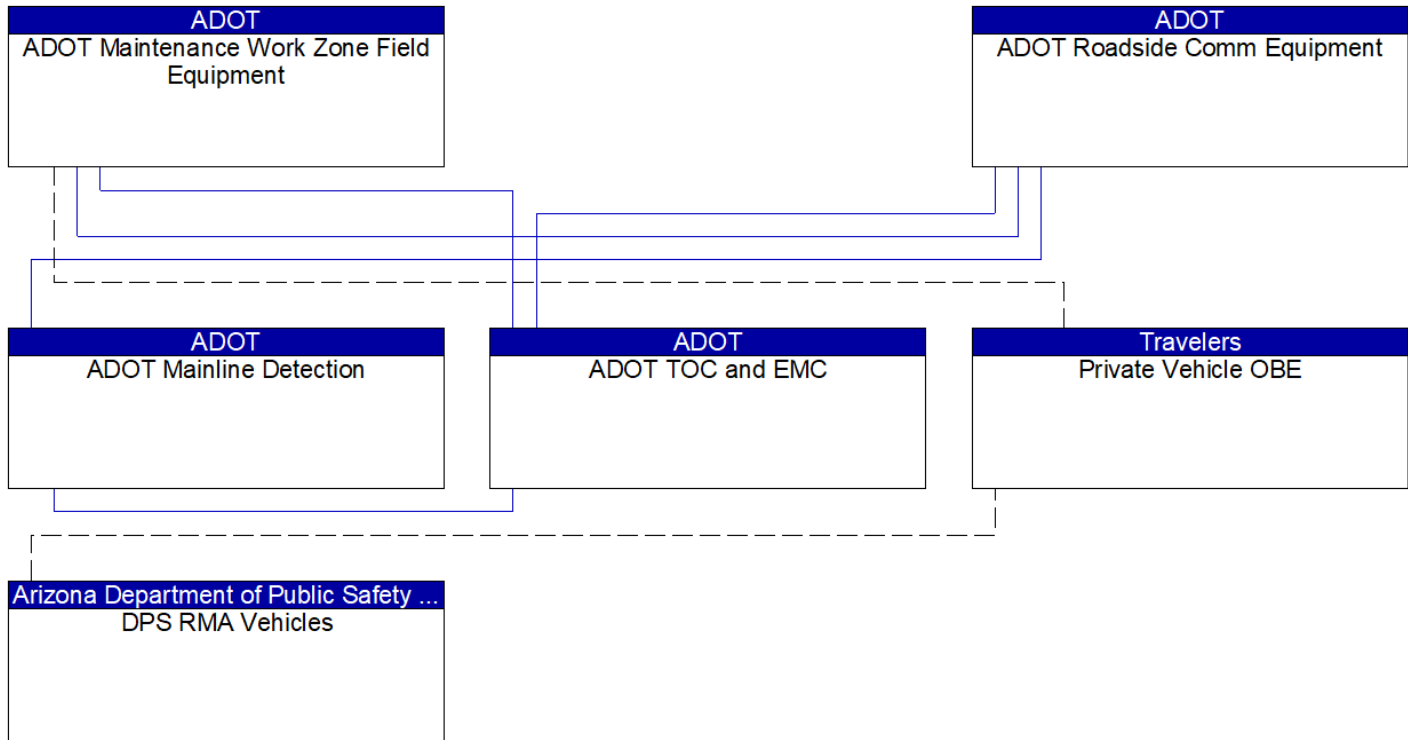 ADOT
ADOT Maintenance Work Zone Field
Equipment
ADOT
ADOT Roadside Comm Equipment
ADOT
ADOT Mainline Detection
ADOT
ADOT TOC and EMC
Travelers
Private Vehicle OBE
Arizona Department of Public Safety ...
DPS RMA Vehicles